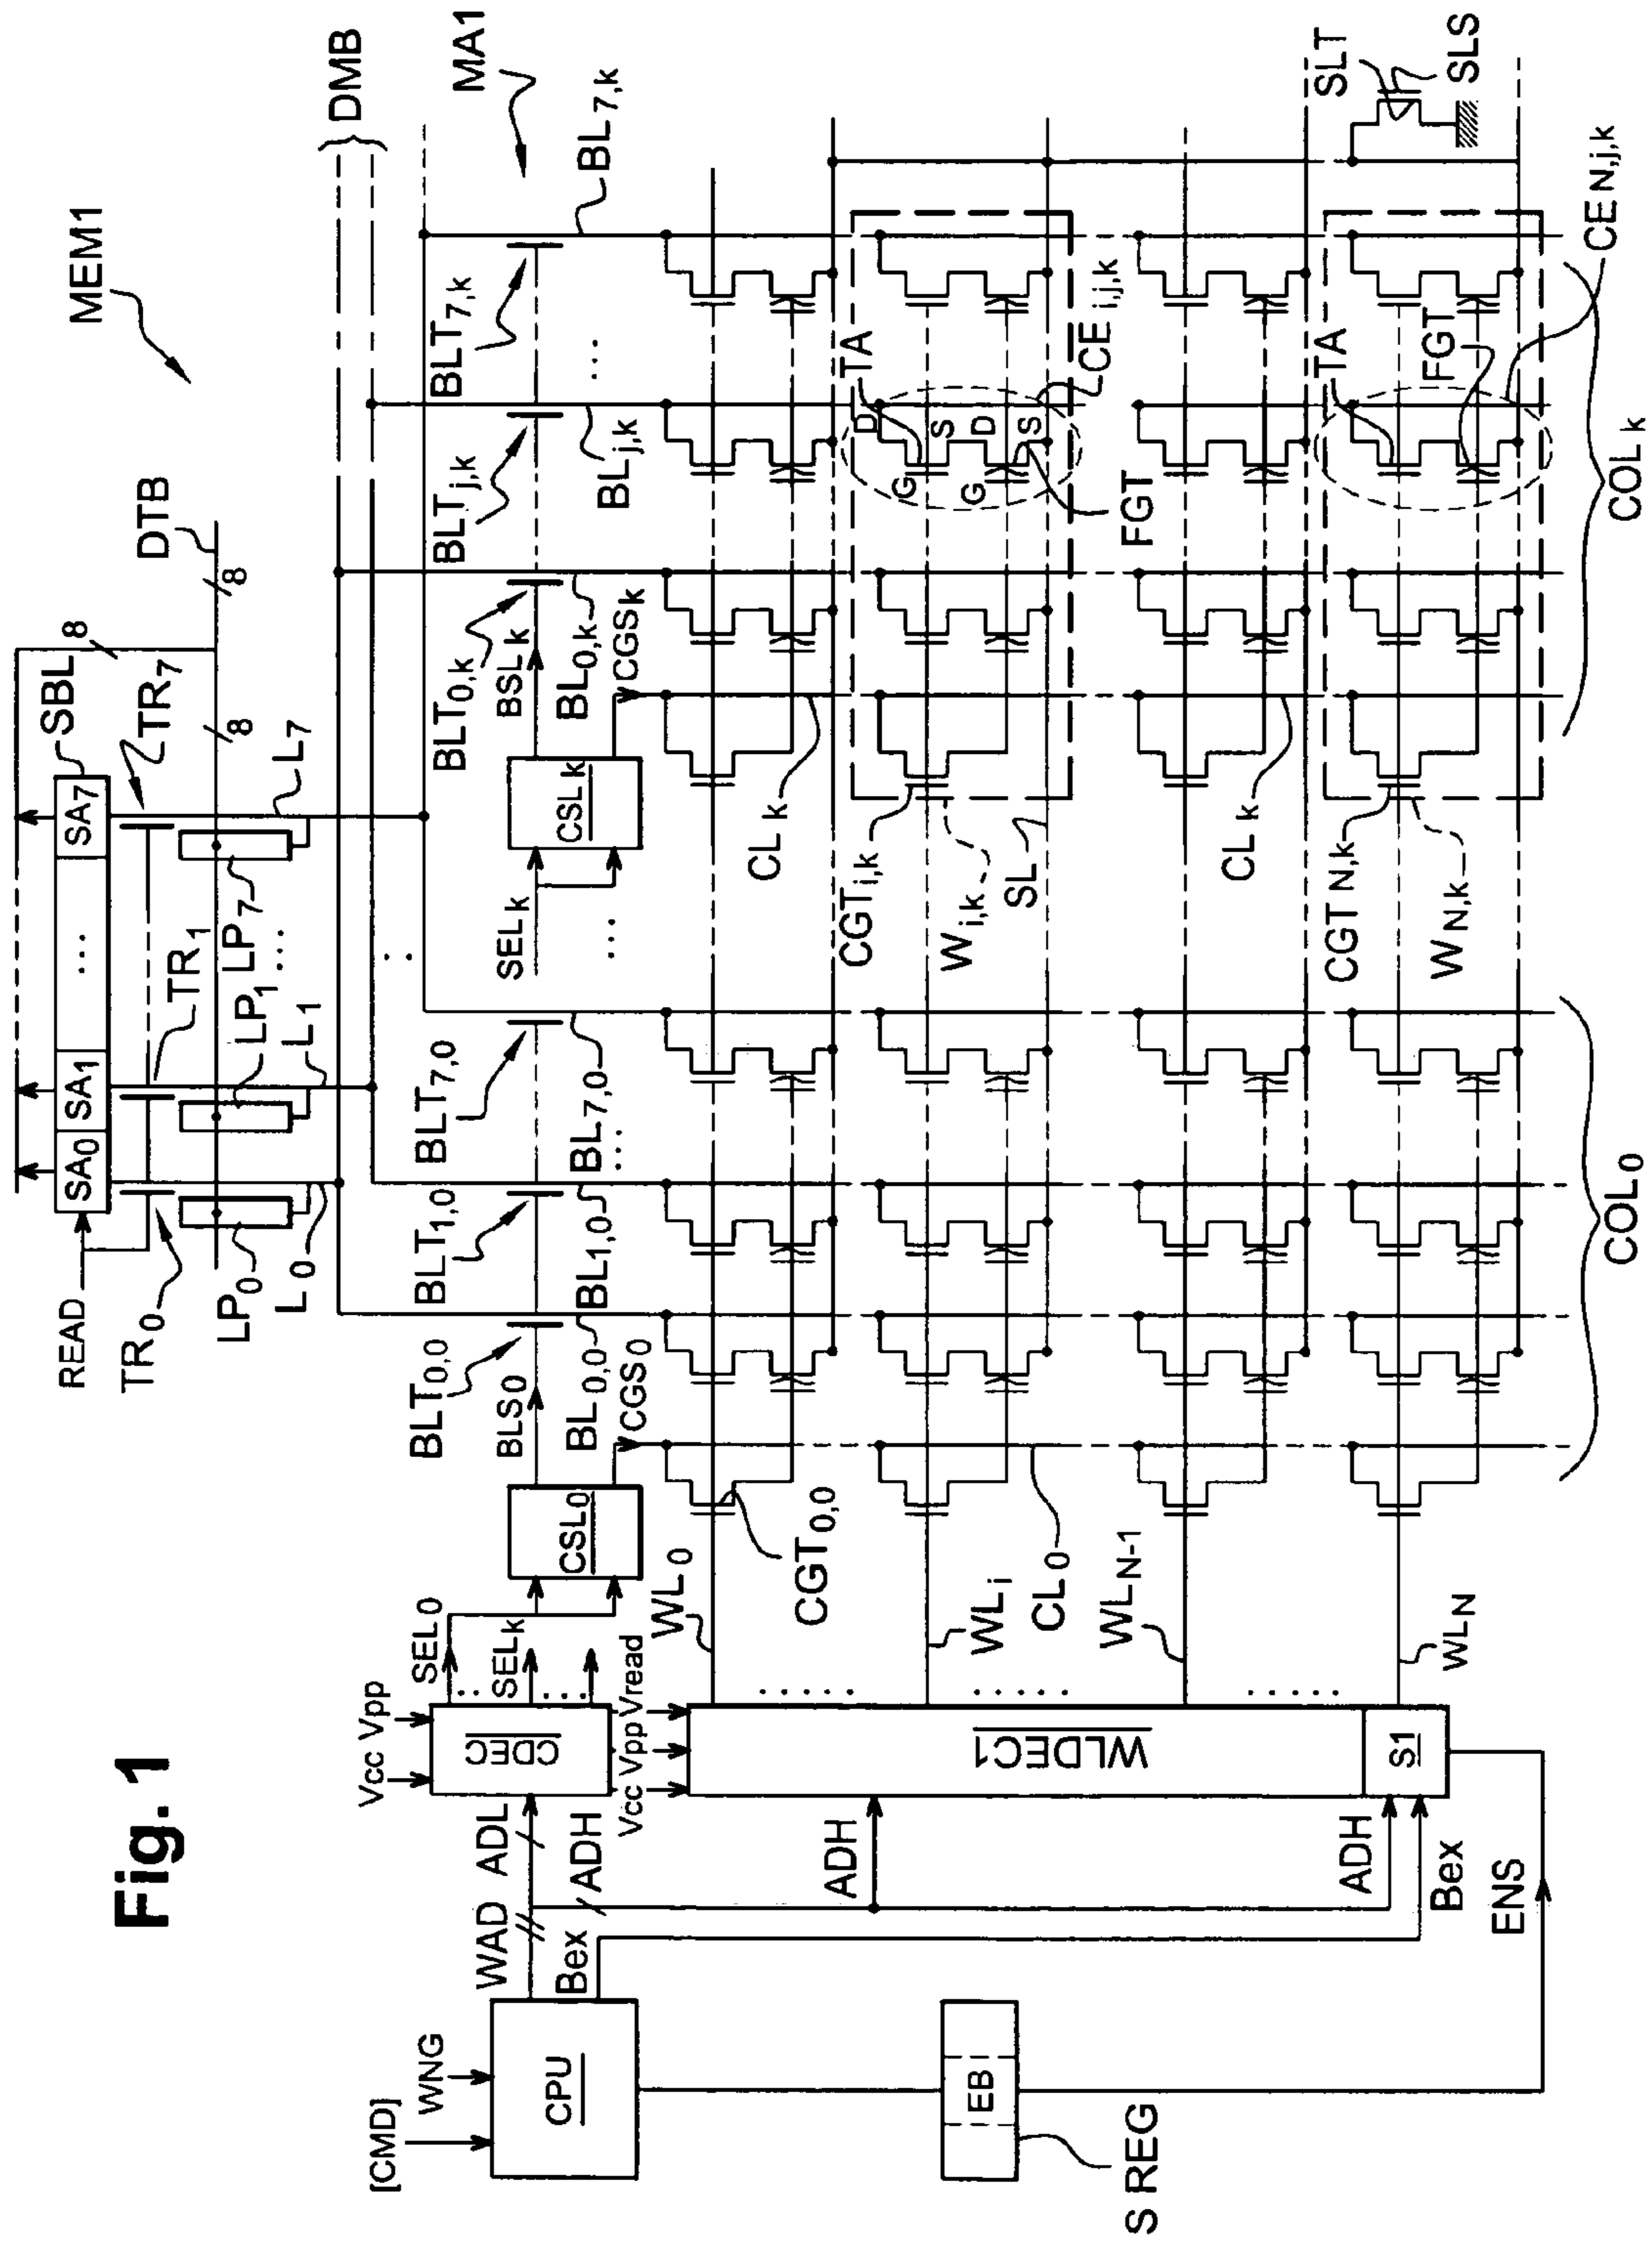 Fig. 1
MEM1
MA1
DMB
DTB
8
8
8
SBL
SA0
SA1
...
SA7
READ
TR0
TR1
TR7
LP0
LP1
LP7
...
L0
L1
L7
[CMD]
WNG
CPU
WAD
ADL
Bex
ADH
Vcc
Vpp
CDEC
SEL0
SELk
Vcc
Vpp
Vread
WLDEC1
ADH
ADH
Bex
S1
ENS
EB
S REG
CSL0
BLS0
CGS0
BLT0,0
BLT1,0
BLT7,0
BL0,0
BL1,0
BL7,0
...
SELk
...
CSLk
BSLk
CGSk
BLT0,k
BLTj,k
BLT7,k
BL0,k
BLj,k
BL7,k
...
WL0
WLi
WLN-1
WLN
CGT0,0
CL0
CLk
CLk
CGTi,k
Wi,k
SL
CGTN,k
WN,k
TA
D
S
D
S
G
G
FGT
CEi,j,k
TA
FGT
CEN,j,k
SLT
SLS
COL0
COLk